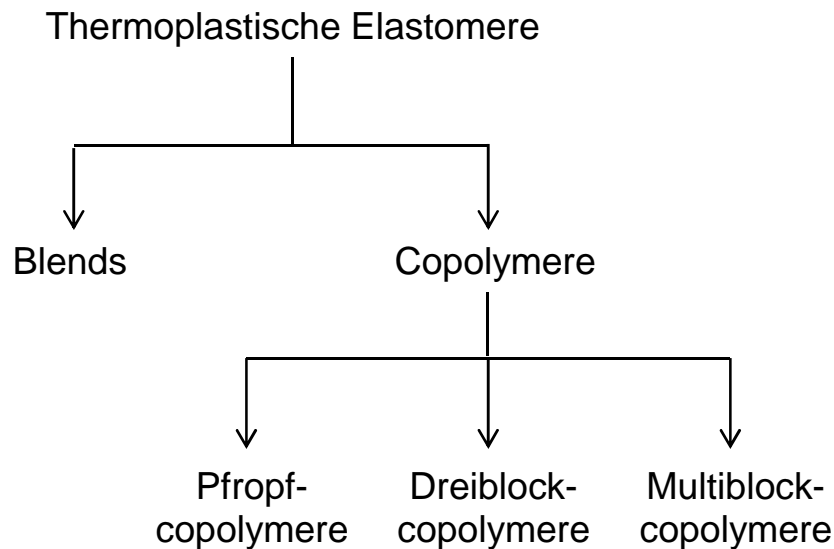 Thermoplastische Elastomere
Blends
Copolymere
Pfropf-
copolymere
Dreiblock-
copolymere
Multiblock-
copolymere